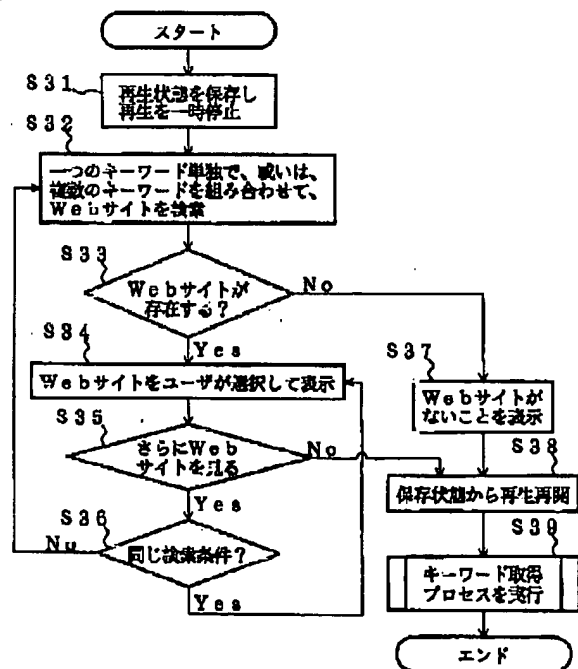 スタート
S31
再生状態を保存し
再生を一時停止
S32
一つのキーワード単独で、或いは、
複数のキーワードを組み合わせて、
Webサイトを検索
S33
Webサイトが
存在する?
No
Yes
S34
Webサイトをユーザが選択して表示
S35
さらにWeb
サイトを見る
No
Yes
S36
同じ検索条件?
No
Yes
S37
Webサイトが
ないことを表示
S38
保存状態から再生再開
S39
キーワード取得
プロセスを実行
エンド